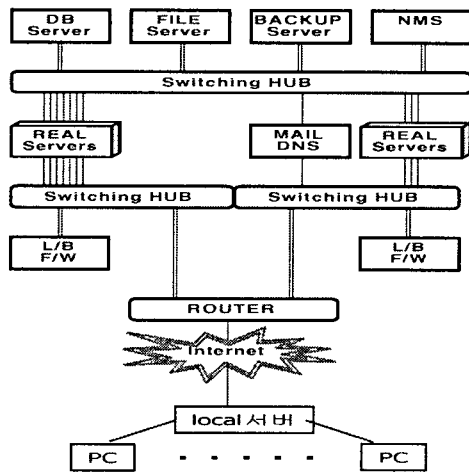 DB
Server
FILE
Server
BACKUP
Server
NMS
Switching HUB
REAL
Servers
MAIL
DNS
REAL
Servers
Switching HUB
Switching HUB
L/B
F/W
L/B
F/W
ROUTER
Internet
local 서버
PC
PC